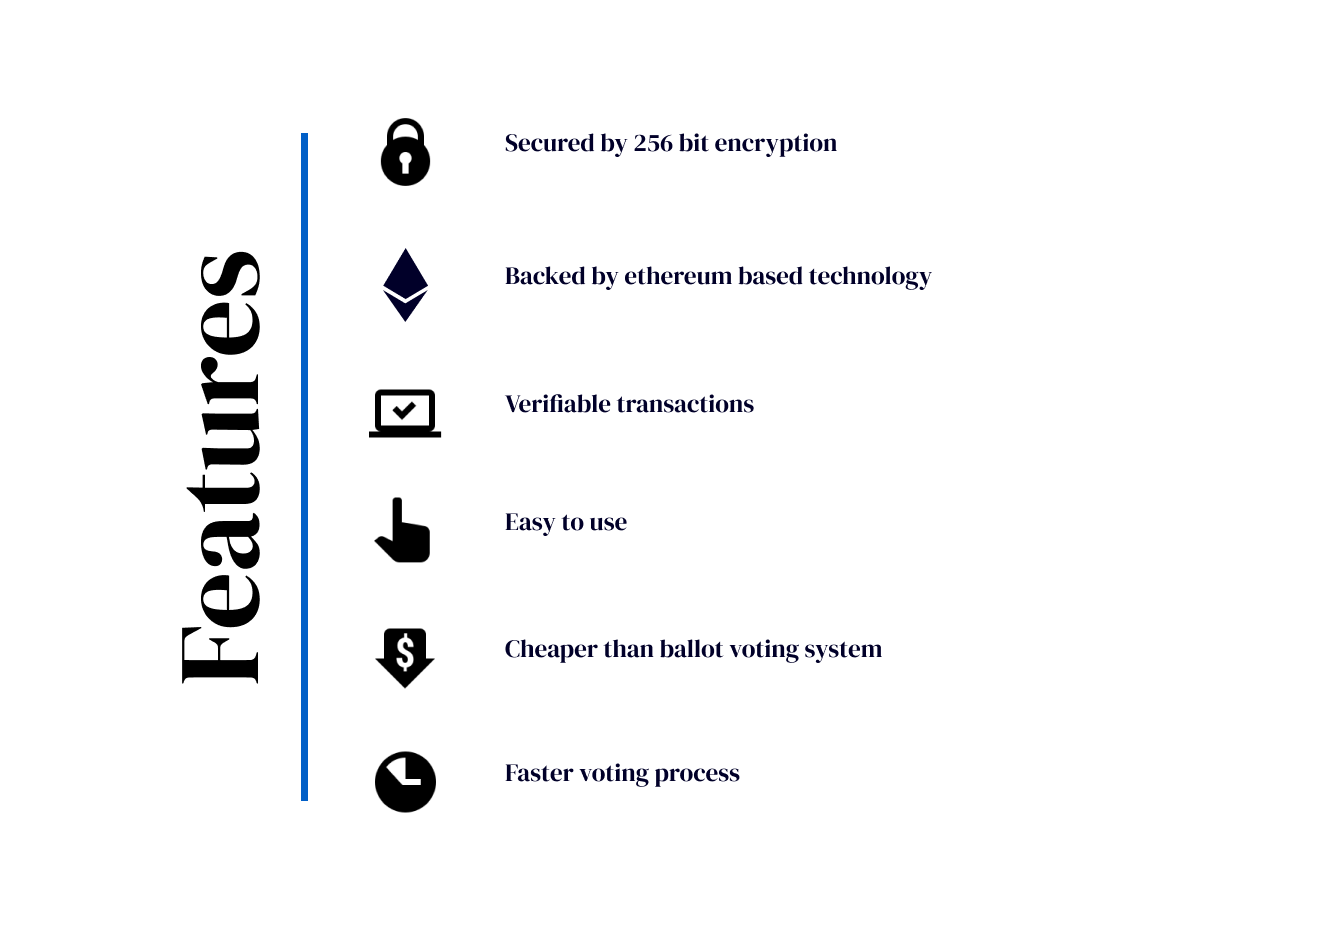 Features
Secured by 256 bit encryption
Backed by ethereum based technology
Verifiable transactions
Easy to use
$
Cheaper than ballot voting system
Faster voting process